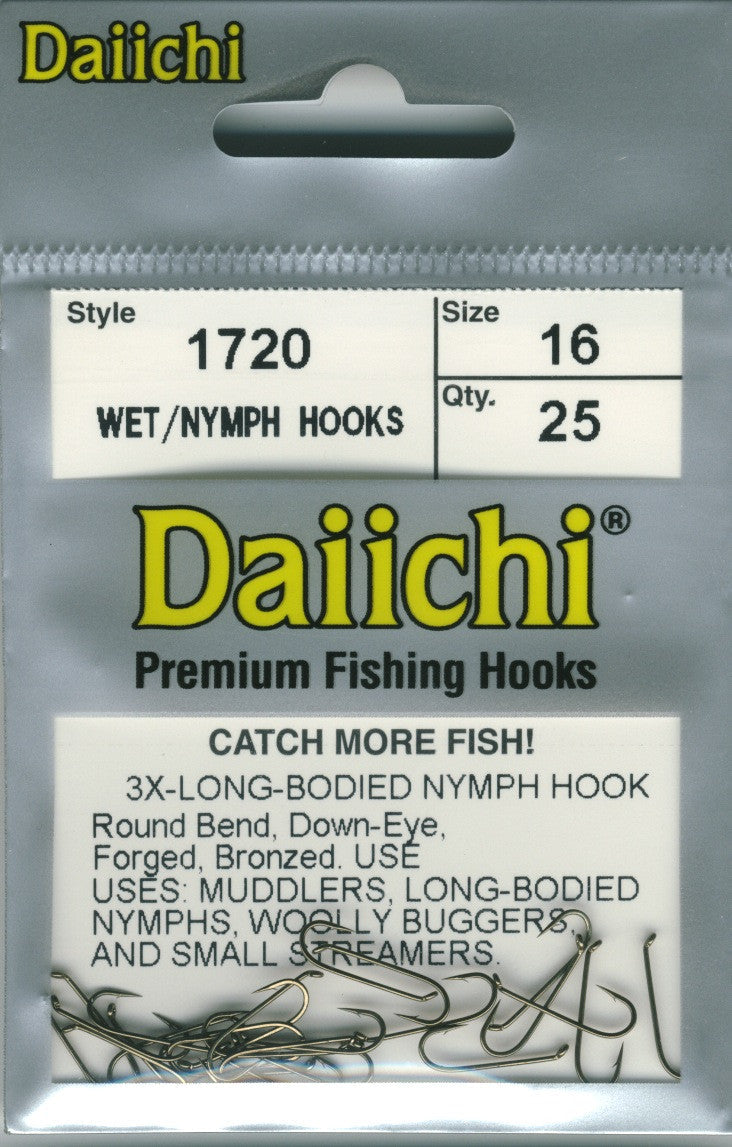 Daiichi
Style
1720
WET/NYMPH HOOKS
Size
16
Qty.
25
Daiichi®
Premium Fishing Hooks
CATCH MORE FISH!
3X-LONG-BODIED NYMPH HOOK
Round Bend, Down-Eye,
Forged, Bronzed. USE
USES: MUDDLERS, LONG-BODIED
NYMPHS, WOOLLY BUGGERS,
AND SMALL STREAMERS.